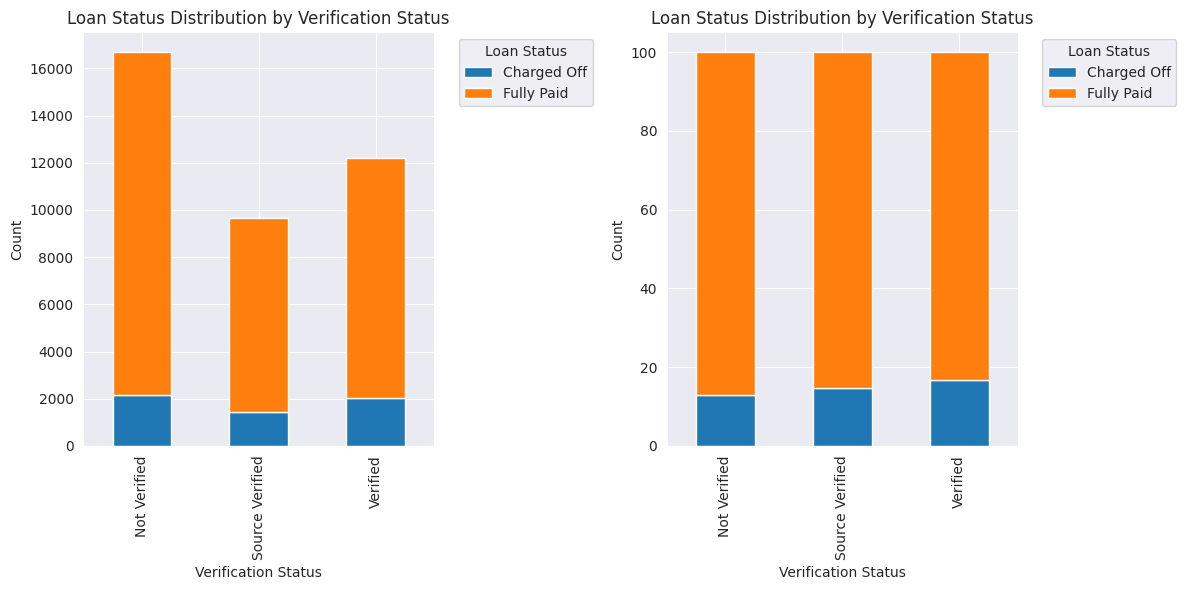 Loan Status Distribution by Verification Status
Count
16000
14000
12000
10000
8000
6000
4000
2000
0
Not Verified
Source Verified
Verified
Verification Status
Loan Status
Charged Off
Fully Paid
Loan Status Distribution by Verification Status
Count
100
80
60
40
20
0
Not Verified
Source Verified
Verified
Verification Status
Loan Status
Charged Off
Fully Paid